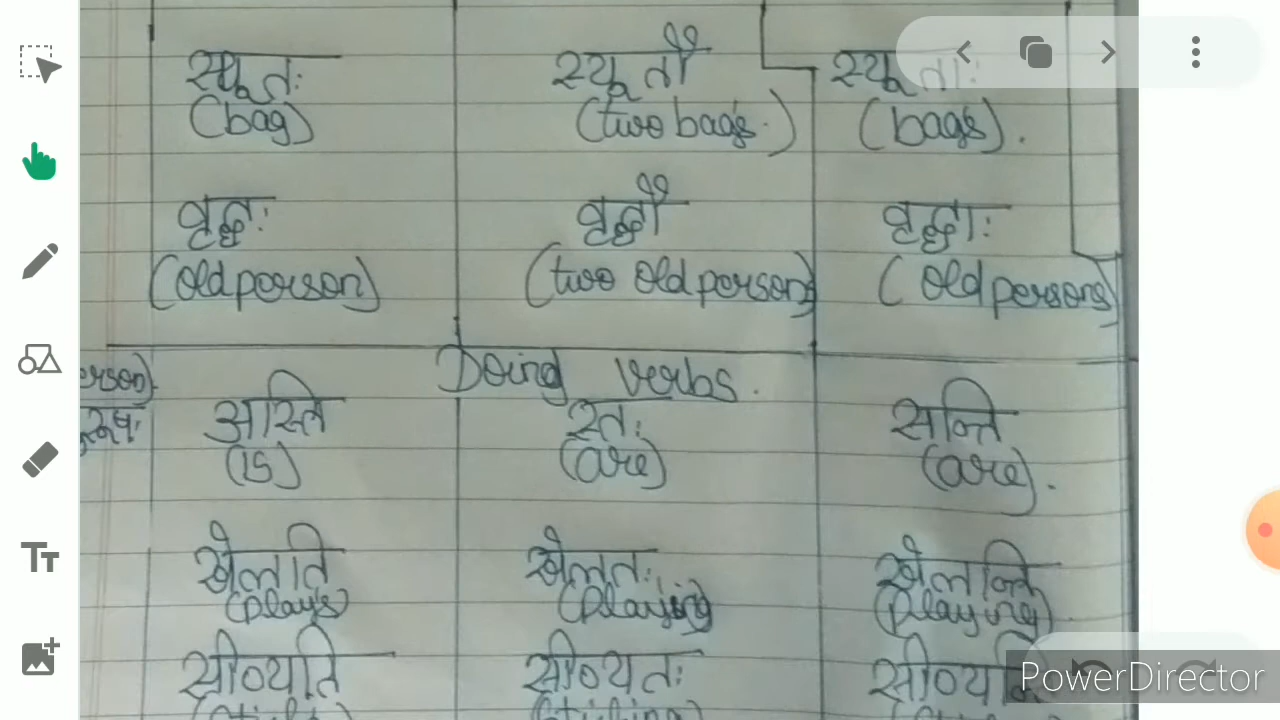 स्यूतः स्यूतौ स्यूताः
(bag) (two bags.) (bags).
वृद्धः वृद्धौ वृद्धाः
(old person) (two old persons) (old persons)
Doing verbs.
erson)
अस्ति स्तः सन्ति
(is) (are) (are).
खेलति खेलतः खेलन्ति
(plays) (playing) (playing)
सीव्यति सीव्यतः
PowerDirector